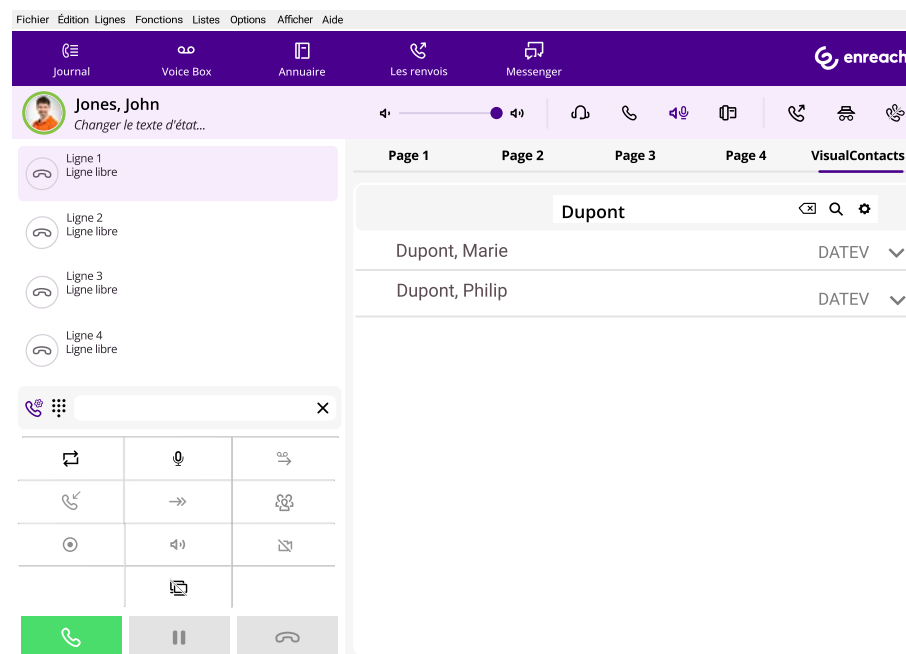 Fichier Édition Lignes Fonctions Listes Options Afficher Aide
Journal Voice Box Annuaire Les renvois Messenger enreach
Jones, John
Changer le texte d'état...
Page 1 Page 2 Page 3 Page 4 VisualContacts
Ligne 1
Ligne libre
Ligne 2
Ligne libre
Ligne 3
Ligne libre
Ligne 4
Ligne libre
Dupont
Dupont, Marie DATEV
Dupont, Philip DATEV